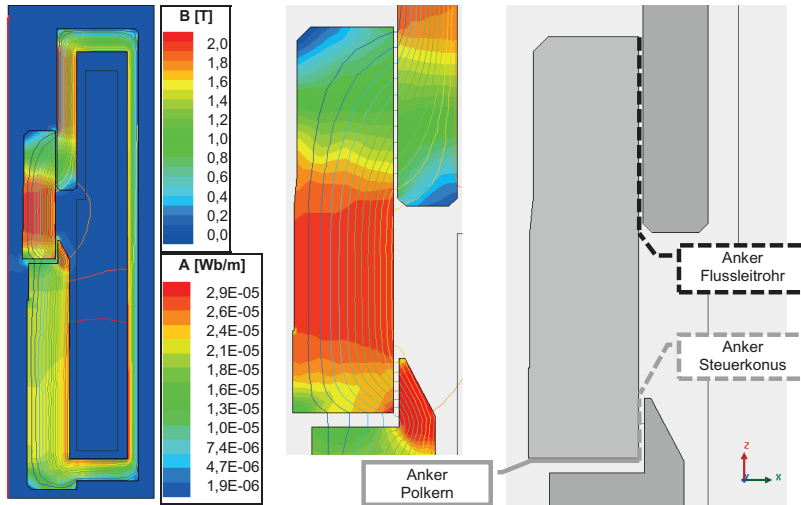 B [T]
2,0
1,8
1,6
1,4
1,2
1,0
0,8
0,6
0,4
0,2
0,0
A [Wb/m]
2,9E-05
2,6E-05
2,4E-05
2,1E-05
1,8E-05
1,6E-05
1,3E-05
1,0E-05
7,4E-06
4,7E-06
1,9E-06
Anker
Flussleitrohr
Anker
Steuerkonus
Anker
Polkern
z
y
x